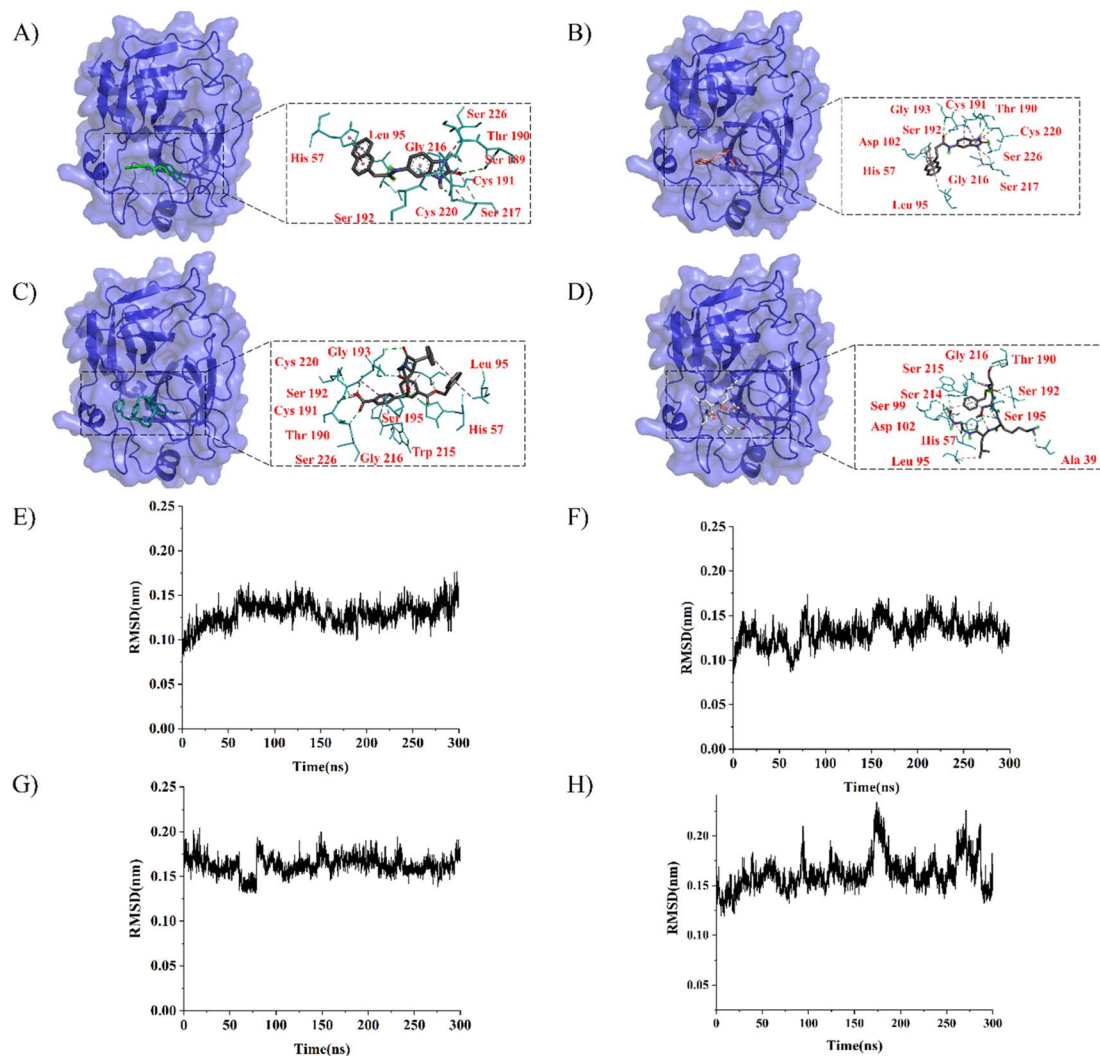 A)
Ser 226
Leu 95
Thr 190
Gly 216
Ser 189
His 57
Cys 191
Ser 192
Cys 220
Ser 217
B)
Gly 193
Cys 191
Thr 190
Ser 192
Cys 220
Asp 102
Ser 226
His 57
Gly 216
Ser 217
Leu 95
C)
Gly 193
Cys 220
Leu 95
Ser 192
Cys 191
Ser 195
Thr 190
His 57
Ser 226
Gly 216
Trp 215
D)
Gly 216
Thr 190
Ser 215
Ser 214
Ser 192
Ser 99
Ser 195
Asp 102
His 57
Leu 95
Ala 39
E)
0.25
0.20
0.15
0.10
0.05
0.00
RMSD(nm)
0 50 100 150 200 250 300
Time(ns)
F)
0.25
0.20
0.15
0.10
0.05
0.00
RMSD(nm)
0 50 100 150 200 250 300
Time(ns)
G)
0.25
0.20
0.15
0.10
0.05
0.00
RMSD(nm)
0 50 100 150 200 250 300
Time(ns)
H)
0.20
0.15
0.10
0.05
RMSD(nm)
0 50 100 150 200 250 300
Time(ns)